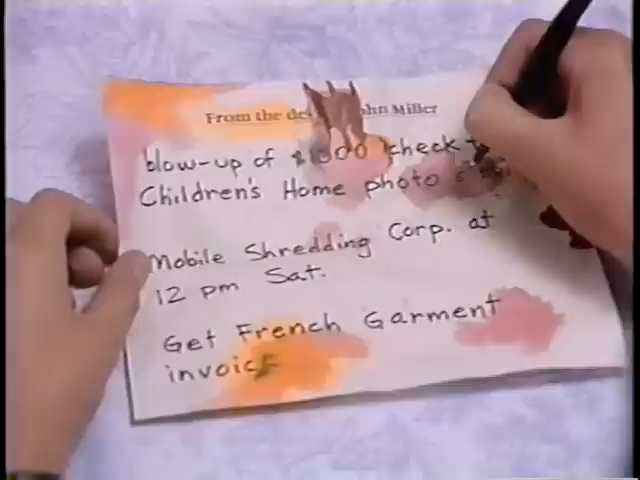 From the de John Miller
blow-up of $1000 check
Children's Home photo
Mobile Shredding Corp. at
12 pm Sat.
Get French Garment
invoice